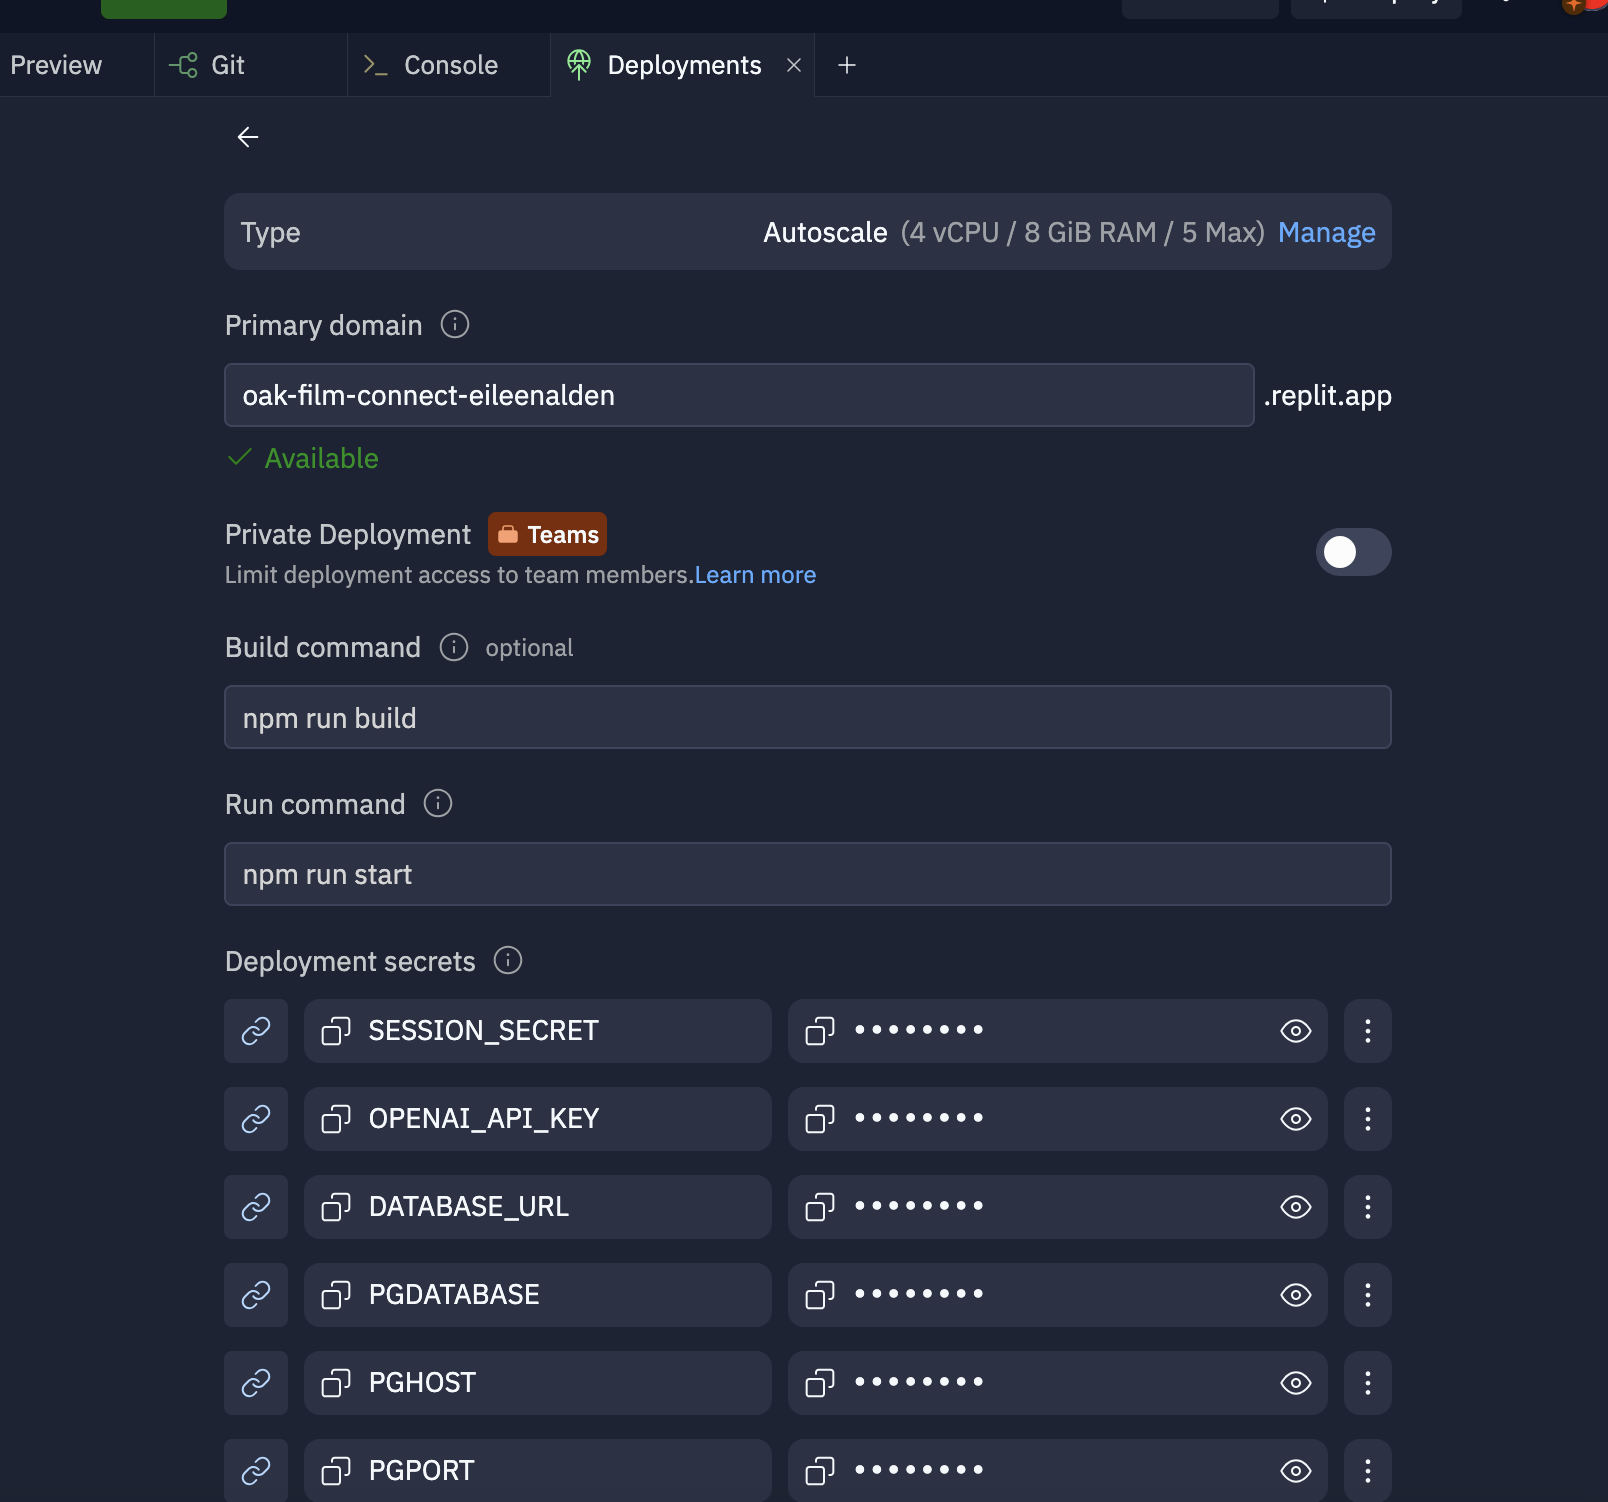 Preview
Git
Console
Deployments
Type
Autoscale (4 vCPU / 8 GiB RAM / 5 Max) Manage
Primary domain
oak-film-connect-eileenalden
.replit.app
Available
Private Deployment
Teams
Limit deployment access to team members.Learn more
Build command
optional
npm run build
Run command
npm run start
Deployment secrets
SESSION_SECRET
OPENAI_API_KEY
DATABASE_URL
PGDATABASE
PGHOST
PGPORT